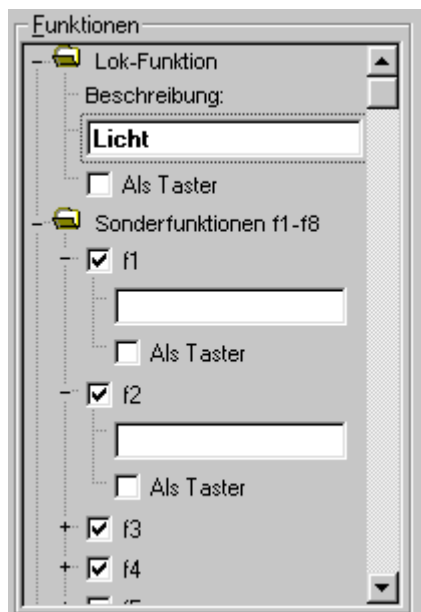 Funktionen
Lok-Funktion
Beschreibung:
Licht
Als Taster
Sonderfunktionen f1-f8
f1
Als Taster
f2
Als Taster
f3
f4